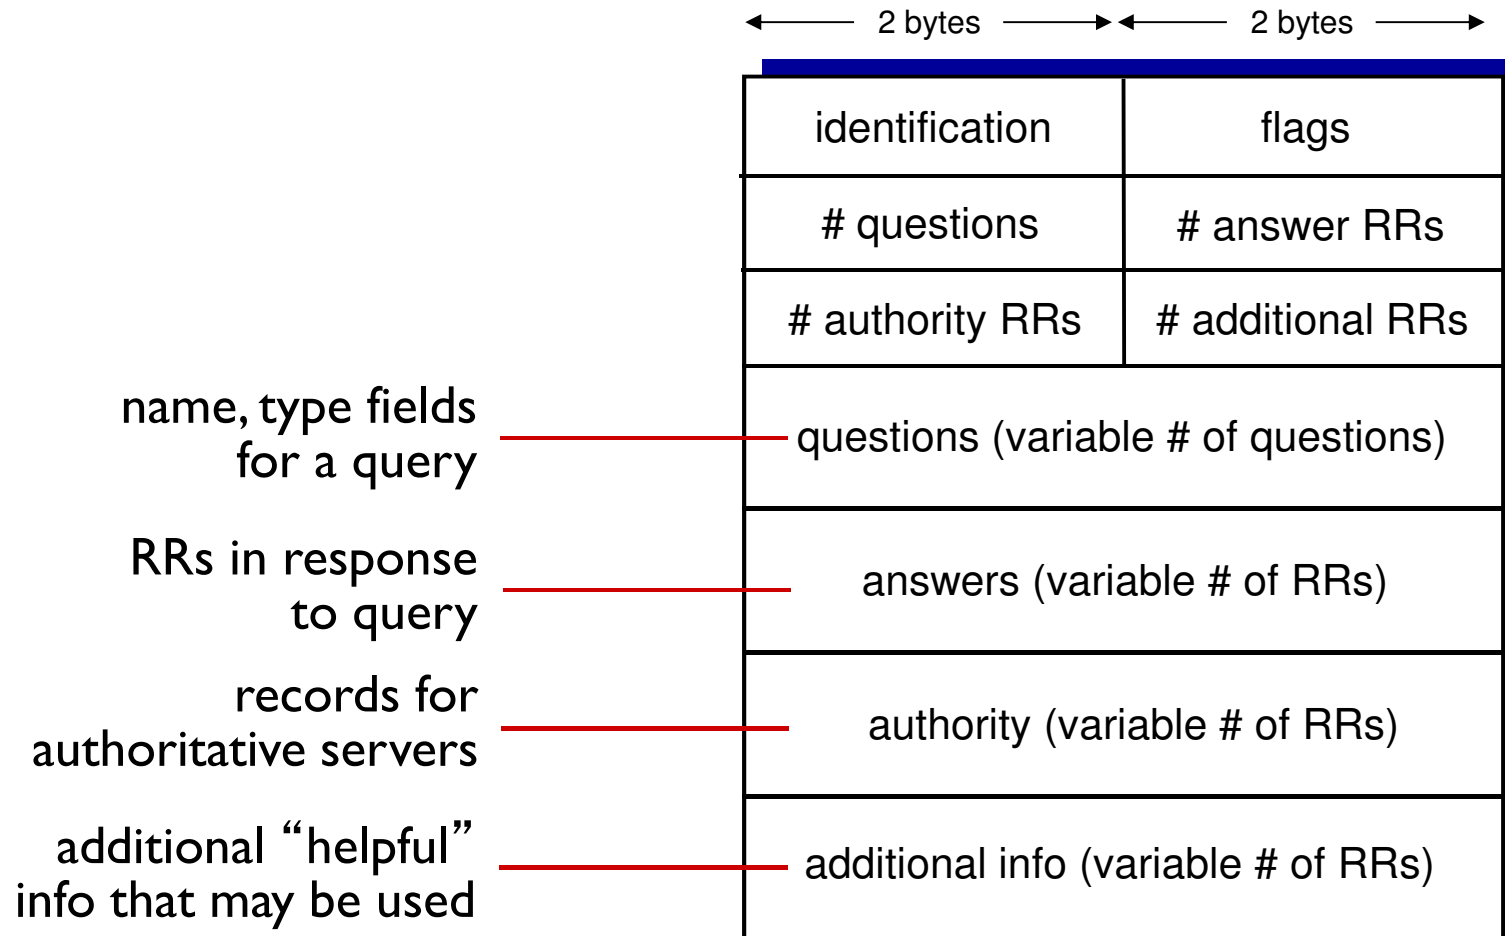 2 bytes 2 bytes
identification flags
# questions # answer RRs
# authority RRs # additional RRs
name, type fields
for a query
questions (variable # of questions)
RRs in response
to query
answers (variable # of RRs)
records for
authoritative servers
authority (variable # of RRs)
additional “helpful”
info that may be used
additional info (variable # of RRs)